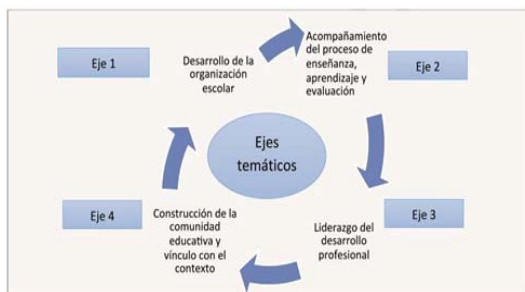 Eje 1
Desarrollo de la
organización
escolar
Acompañamiento
del proceso de
enseñanza,
aprendizaje y
evaluación
Eje 2
Ejes
temáticos
Eje 4
Construcción de la
comunidad
educativa y
vínculo con el
contexto
Liderazgo del
desarrollo
profesional
Eje 3